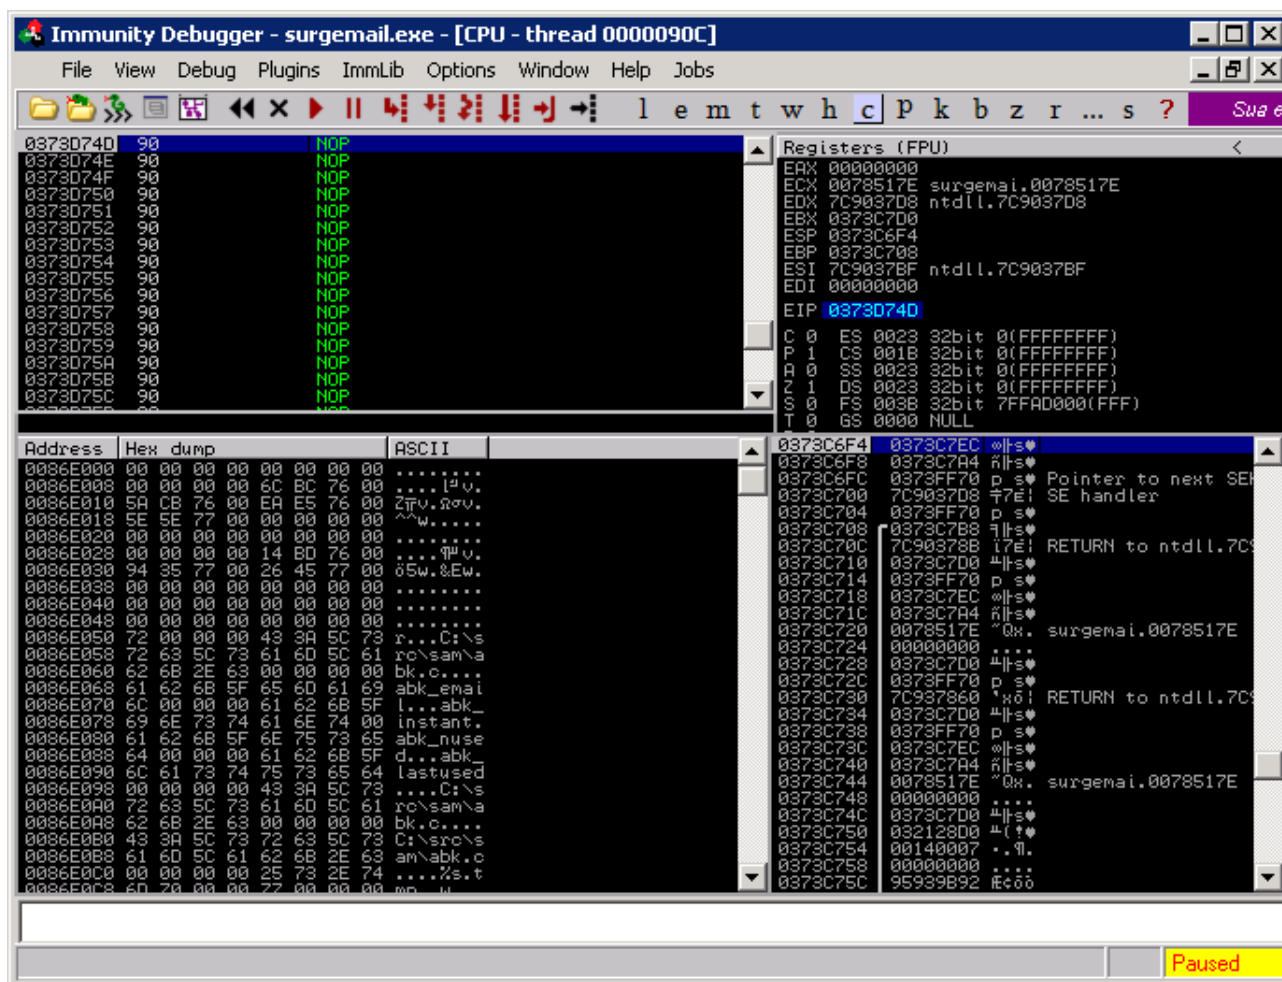 Immunity Debugger - surgemail.exe - [CPU - thread 0000090C]
File View Debug Plugins ImmLib Options Window Help Jobs
l e m t w h c P k b z r ... s ?
0373D74D 90 NOP
0373D74E 90 NOP
0373D74F 90 NOP
0373D750 90 NOP
0373D751 90 NOP
0373D752 90 NOP
0373D753 90 NOP
0373D754 90 NOP
0373D755 90 NOP
0373D756 90 NOP
0373D757 90 NOP
0373D758 90 NOP
0373D759 90 NOP
0373D75A 90 NOP
0373D75B 90 NOP
0373D75C 90 NOP
Registers (FPU) <
EAX 00000000
ECX 0078517E surgemai.0078517E
EDX 7C9037D8 ntdll.7C9037D8
EBX 0373C7D0
ESP 0373C6F4
EBP 0373C708
ESI 7C9037BF ntdll.7C9037BF
EDI 00000000
EIP 0373D74D
C 0 ES 0023 32bit 0(FFFFFFFF)
P 1 CS 001B 32bit 0(FFFFFFFF)
A 0 SS 0023 32bit 0(FFFFFFFF)
Z 1 DS 0023 32bit 0(FFFFFFFF)
S 0 FS 003B 32bit 7FFAD000(FFF)
T 0 GS 0000 NULL
Address Hex dump ASCII
0086E000 00 00 00 00 00 00 00 00 ........
0086E008 00 00 00 00 6C BC 76 00
0086E010 5A CB 76 00 EA E5 76 00
0086E018 5E 5E 77 00 00 00 00 00 ^^w.....
0086E020 00 00 00 00 00 00 00 00 ........
0086E028 00 00 00 00 14 BD 76 00
0086E030 94 35 77 00 26 45 77 00 ö5w.&Ew.
0086E038 00 00 00 00 00 00 00 00 ........
0086E040 00 00 00 00 00 00 00 00 ........
0086E048 00 00 00 00 00 00 00 00 ........
0086E050 72 00 00 00 43 3A 5C 73 r...C:\s
0086E058 72 63 5C 73 61 6D 5C 61 rc\sam\a
0086E060 62 6B 2E 63 00 00 00 00 bk.c....
0086E068 61 62 6B 5F 65 6D 61 69 abk_emai
0086E070 6C 00 00 00 61 62 6B 5F l...abk_
0086E078 69 6E 73 74 61 6E 74 00 instant.
0086E080 61 62 6B 5F 6E 75 73 65 abk_nuse
0086E088 64 00 00 00 61 62 6B 5F d...abk_
0086E090 6C 61 73 74 75 73 65 64 lastused
0086E098 00 00 00 00 43 3A 5C 73 ....C:\s
0086E0A0 72 63 5C 73 61 6D 5C 61 rc\sam\a
0086E0A8 62 6B 2E 63 00 00 00 00 bk.c....
0086E0B0 43 3A 5C 73 72 63 5C 73 C:\src\s
0086E0B8 61 6D 5C 61 62 6B 2E 63 am\abk.c
0086E0C0 00 00 00 00 25 73 2E 74 ....%s.t
0086E0C8 6D 70 00 00 77 00 00 00 mp..w...
0373C6F4 0373C7EC
0373C6F8 0373C7A4
0373C6FC 0373FF70 Pointer to next SEH
0373C700 7C9037D8 SE handler
0373C704 0373FF70
0373C708 0373C7B8
0373C70C 7C90378B RETURN to ntdll.7C9
0373C710 0373C7D0
0373C714 0373FF70
0373C718 0373C7EC
0373C71C 0373C7A4
0373C720 0078517E surgemai.0078517E
0373C724 00000000 ....
0373C728 0373C7D0
0373C72C 0373FF70
0373C730 7C937860 RETURN to ntdll.7C9
0373C734 0373C7D0
0373C738 0373FF70
0373C73C 0373C7EC
0373C740 0373C7A4
0373C744 0078517E surgemai.0078517E
0373C748 00000000 ....
0373C74C 0373C7D0
0373C750 032128D0
0373C754 00140007
0373C758 00000000 ....
0373C75C 95939B92
Paused